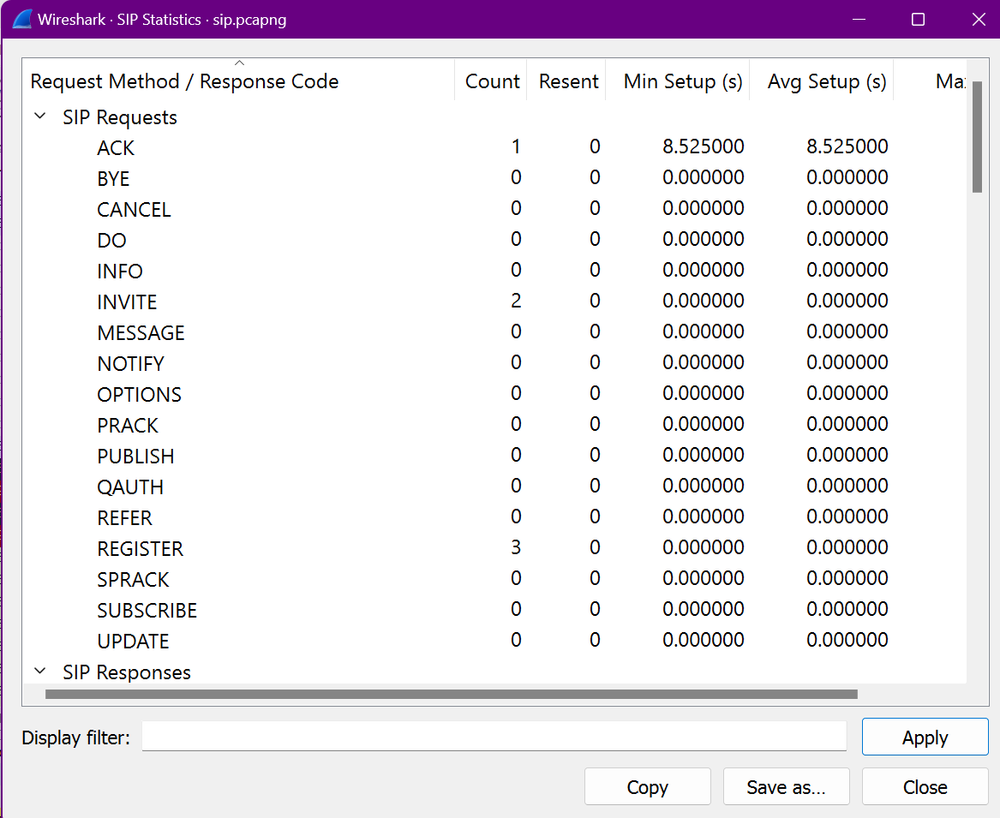 Wireshark · SIP Statistics · sip.pcapng
Request Method / Response Code Count Resent Min Setup (s) Avg Setup (s) Ma
SIP Requests
ACK 1 0 8.525000 8.525000
BYE 0 0 0.000000 0.000000
CANCEL 0 0 0.000000 0.000000
DO 0 0 0.000000 0.000000
INFO 0 0 0.000000 0.000000
INVITE 2 0 0.000000 0.000000
MESSAGE 0 0 0.000000 0.000000
NOTIFY 0 0 0.000000 0.000000
OPTIONS 0 0 0.000000 0.000000
PRACK 0 0 0.000000 0.000000
PUBLISH 0 0 0.000000 0.000000
QAUTH 0 0 0.000000 0.000000
REFER 0 0 0.000000 0.000000
REGISTER 3 0 0.000000 0.000000
SPRACK 0 0 0.000000 0.000000
SUBSCRIBE 0 0 0.000000 0.000000
UPDATE 0 0 0.000000 0.000000
SIP Responses
Display filter: Apply
Copy Save as... Close